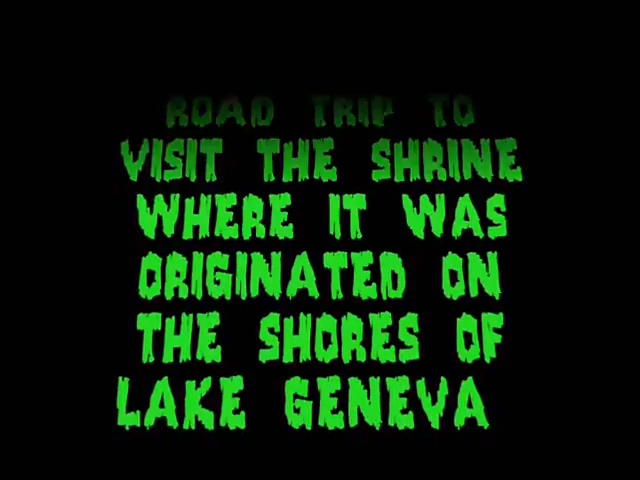 ROAD TRIP TO
VISIT THE SHRINE
WHERE IT WAS
ORIGINATED ON
THE SHORES OF
LAKE GENEVA